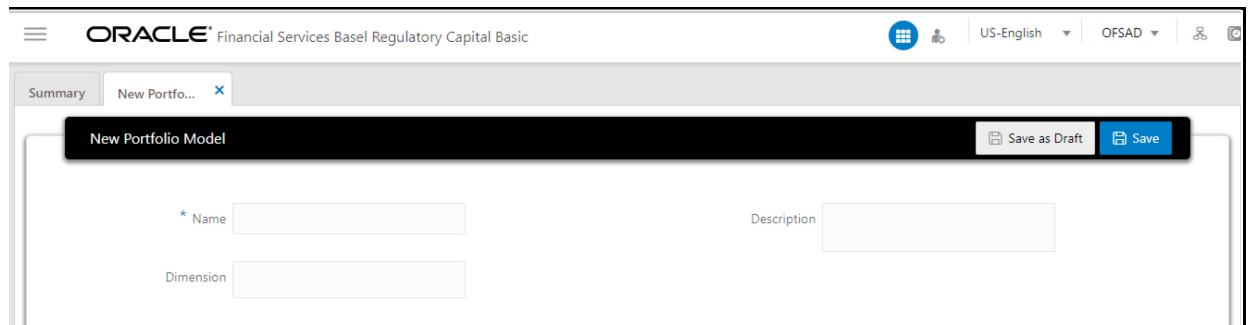 ORACLE® Financial Services Basel Regulatory Capital Basic US-English OFSAD
Summary New Portfo...
New Portfolio Model Save as Draft Save
* Name Description
Dimension